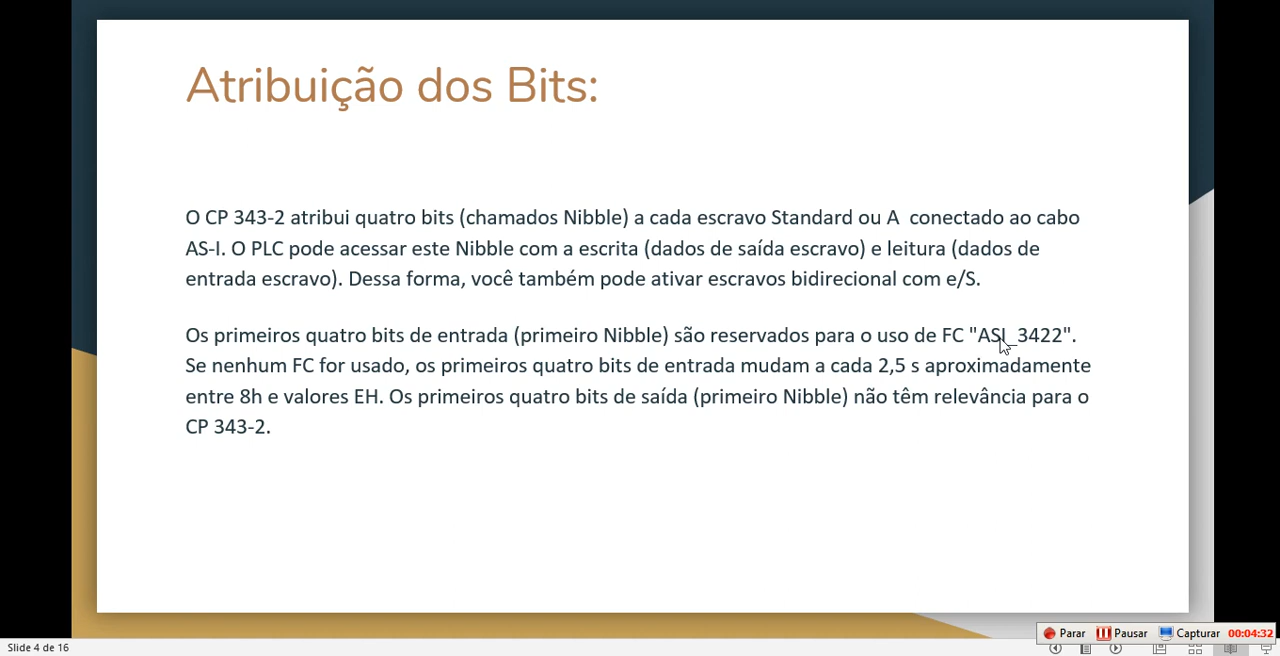 Atribuição dos Bits:
O CP 343-2 atribui quatro bits (chamados Nibble) a cada escravo Standard ou A  conectado ao cabo
AS-I. O PLC pode acessar este Nibble com a escrita (dados de saída escravo) e leitura (dados de
entrada escravo). Dessa forma, você também pode ativar escravos bidirecional com e/S.
Os primeiros quatro bits de entrada (primeiro Nibble) são reservados para o uso de FC "ASI_3422".
Se nenhum FC for usado, os primeiros quatro bits de entrada mudam a cada 2,5 s aproximadamente
entre 8h e valores EH. Os primeiros quatro bits de saída (primeiro Nibble) não têm relevância para o
CP 343-2.
Parar Pausar Capturar 00:04:32
Slide 4 de 16